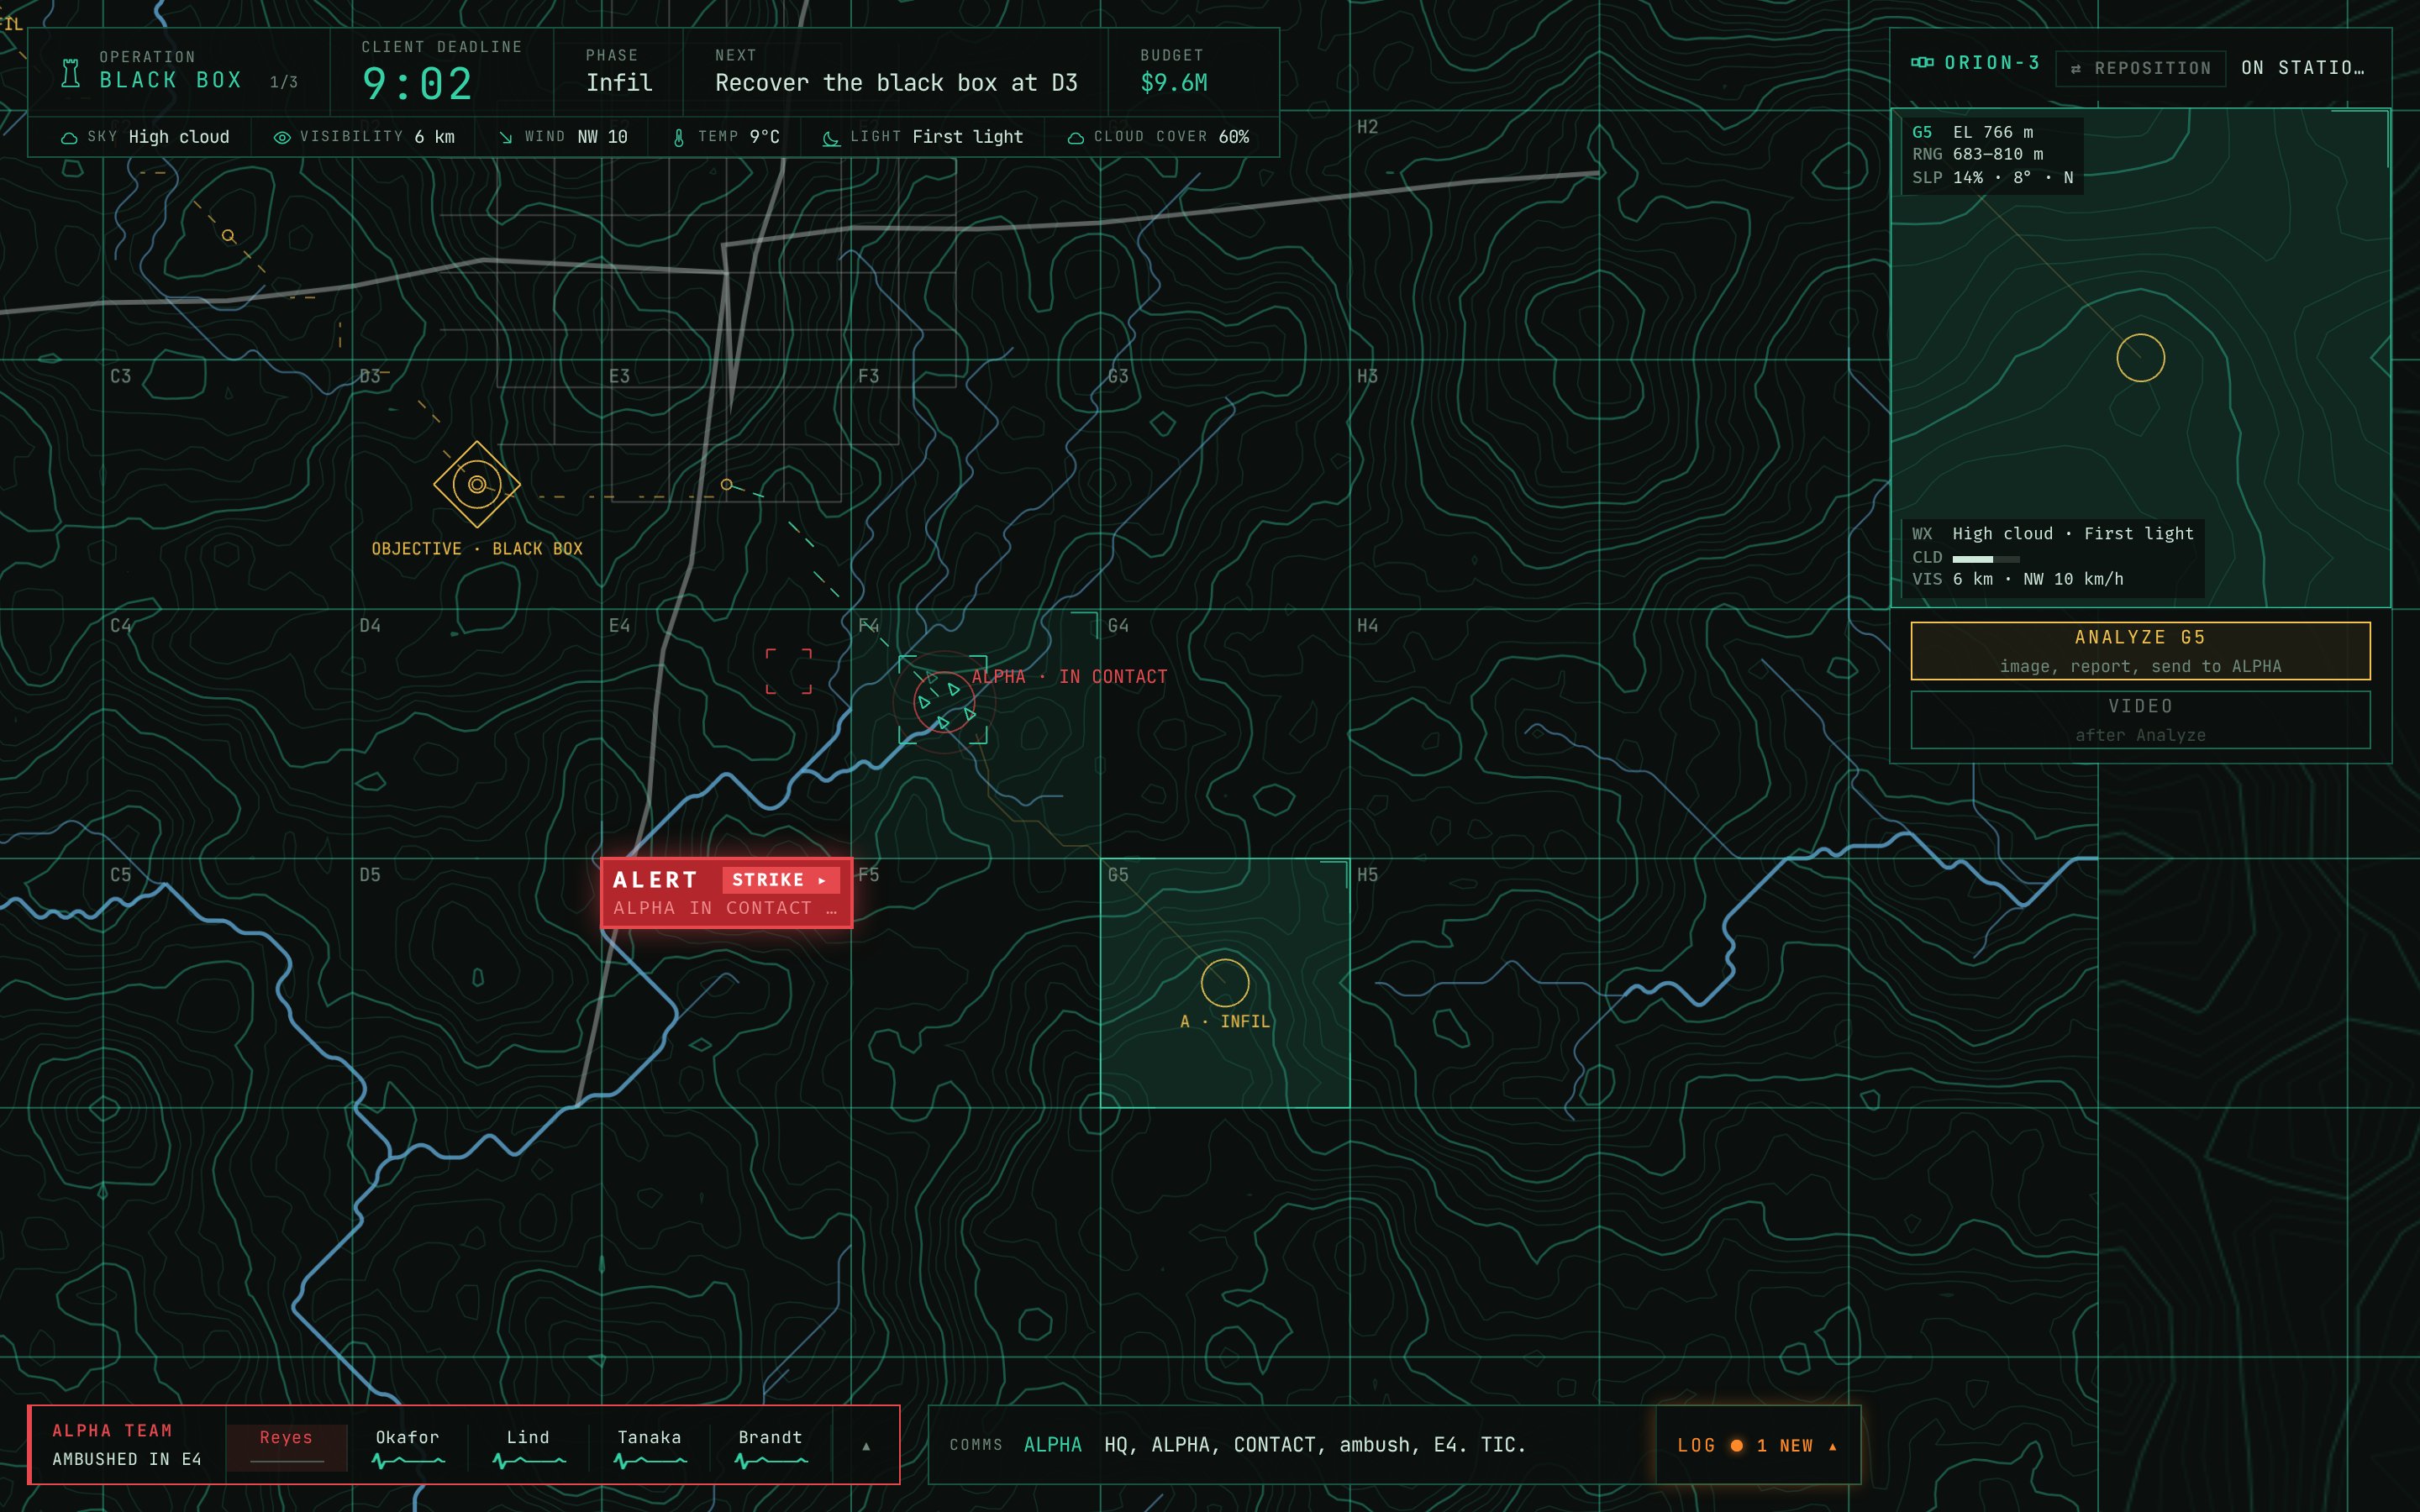 FIL
OPERATION
BLACK BOX 1/3
CLIENT DEADLINE
9:02
PHASE
Infil
NEXT
Recover the black box at D3
BUDGET
$9.6M
SKY High cloud
VISIBILITY 6 km
WIND NW 10
TEMP 9°C
LIGHT First light
CLOUD COVER 60%
ORION-3
⇄ REPOSITION
ON STATIO…
G5 EL 766 m
RNG 683–810 m
SLP 14% · 8° · N
WX High cloud · First light
CLD
VIS 6 km · NW 10 km/h
ANALYZE G5
image, report, send to ALPHA
VIDEO
after Analyze
H2
C3
D3
E3
F3
G3
H3
OBJECTIVE · BLACK BOX
C4
D4
E4
F4
G4
H4
ALPHA · IN CONTACT
C5
D5
ALERT
STRIKE ▸
ALPHA IN CONTACT …
F5
G5
H5
A · INFIL
ALPHA TEAM
AMBUSHED IN E4
Reyes
Okafor
Lind
Tanaka
Brandt
▴
COMMS ALPHA HQ, ALPHA, CONTACT, ambush, E4. TIC.
LOG 1 NEW ▴